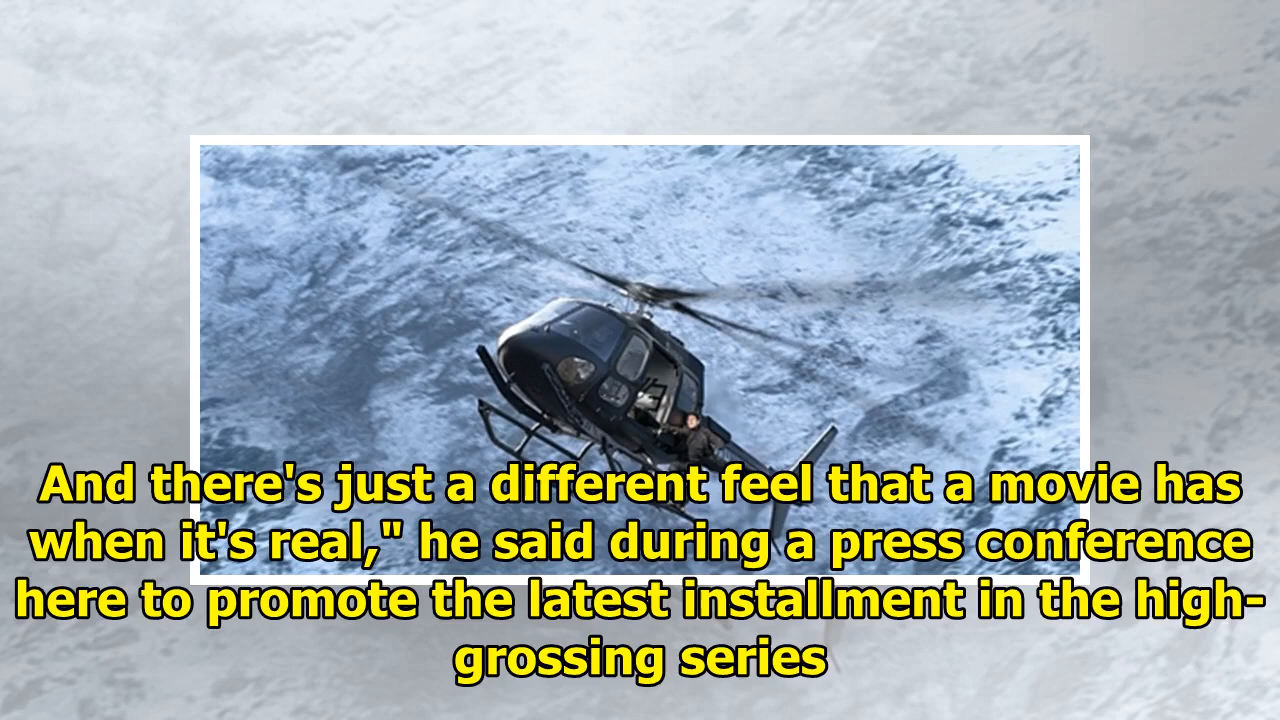 And there's just a different feel that a movie has
when it's real," he said during a press conference
here to promote the latest installment in the high-
grossing series